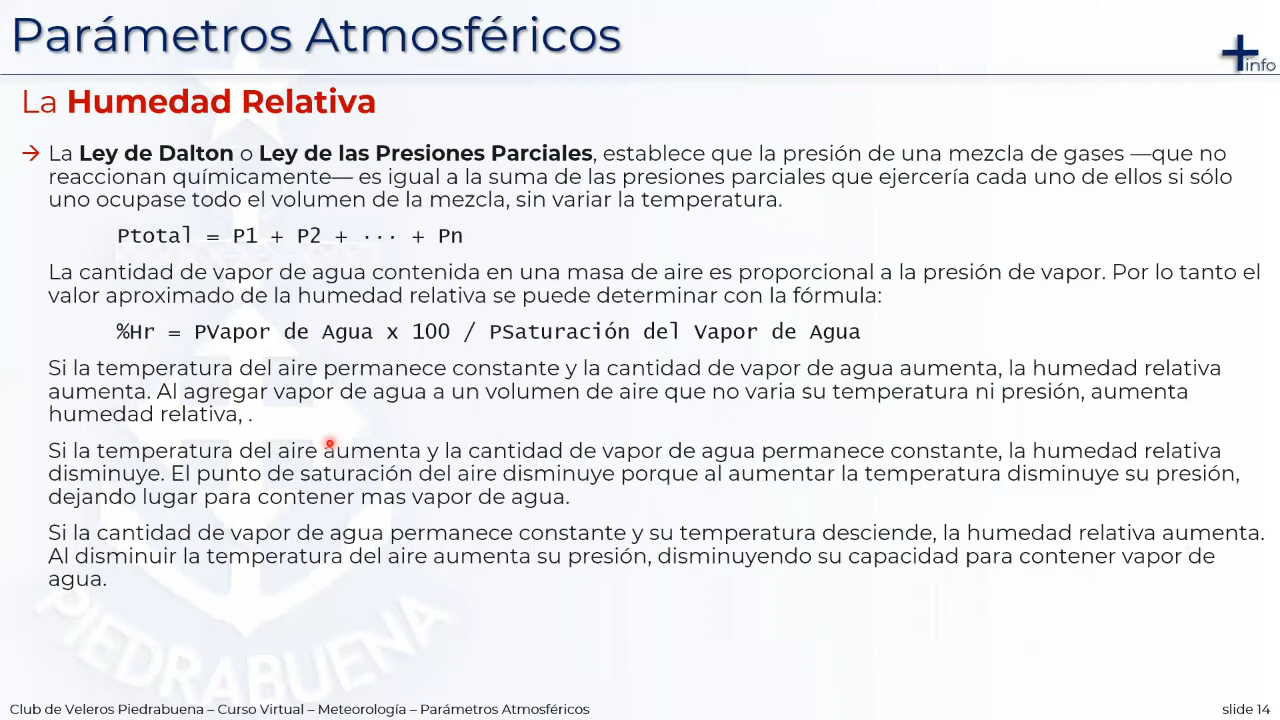 Parámetros Atmosféricos
info
La Humedad Relativa
→ La Ley de Dalton o Ley de las Presiones Parciales, establece que la presión de una mezcla de gases —que no
reaccionan químicamente— es igual a la suma de las presiones parciales que ejercería cada uno de ellos si sólo
uno ocupase todo el volumen de la mezcla, sin variar la temperatura.
Ptotal = P1 + P2 + ··· + Pn
La cantidad de vapor de agua contenida en una masa de aire es proporcional a la presión de vapor. Por lo tanto el
valor aproximado de la humedad relativa se puede determinar con la fórmula:
%Hr = PVapor de Agua x 100 / PSaturación del Vapor de Agua
Si la temperatura del aire permanece constante y la cantidad de vapor de agua aumenta, la humedad relativa
aumenta. Al agregar vapor de agua a un volumen de aire que no varia su temperatura ni presión, aumenta
humedad relativa, .
Si la temperatura del aire aumenta y la cantidad de vapor de agua permanece constante, la humedad relativa
disminuye. El punto de saturación del aire disminuye porque al aumentar la temperatura disminuye su presión,
dejando lugar para contener mas vapor de agua.
Si la cantidad de vapor de agua permanece constante y su temperatura desciende, la humedad relativa aumenta.
Al disminuir la temperatura del aire aumenta su presión, disminuyendo su capacidad para contener vapor de
agua.
PIEDRABUENA
Club de Veleros Piedrabuena – Curso Virtual – Meteorología – Parámetros Atmosféricos
slide 14